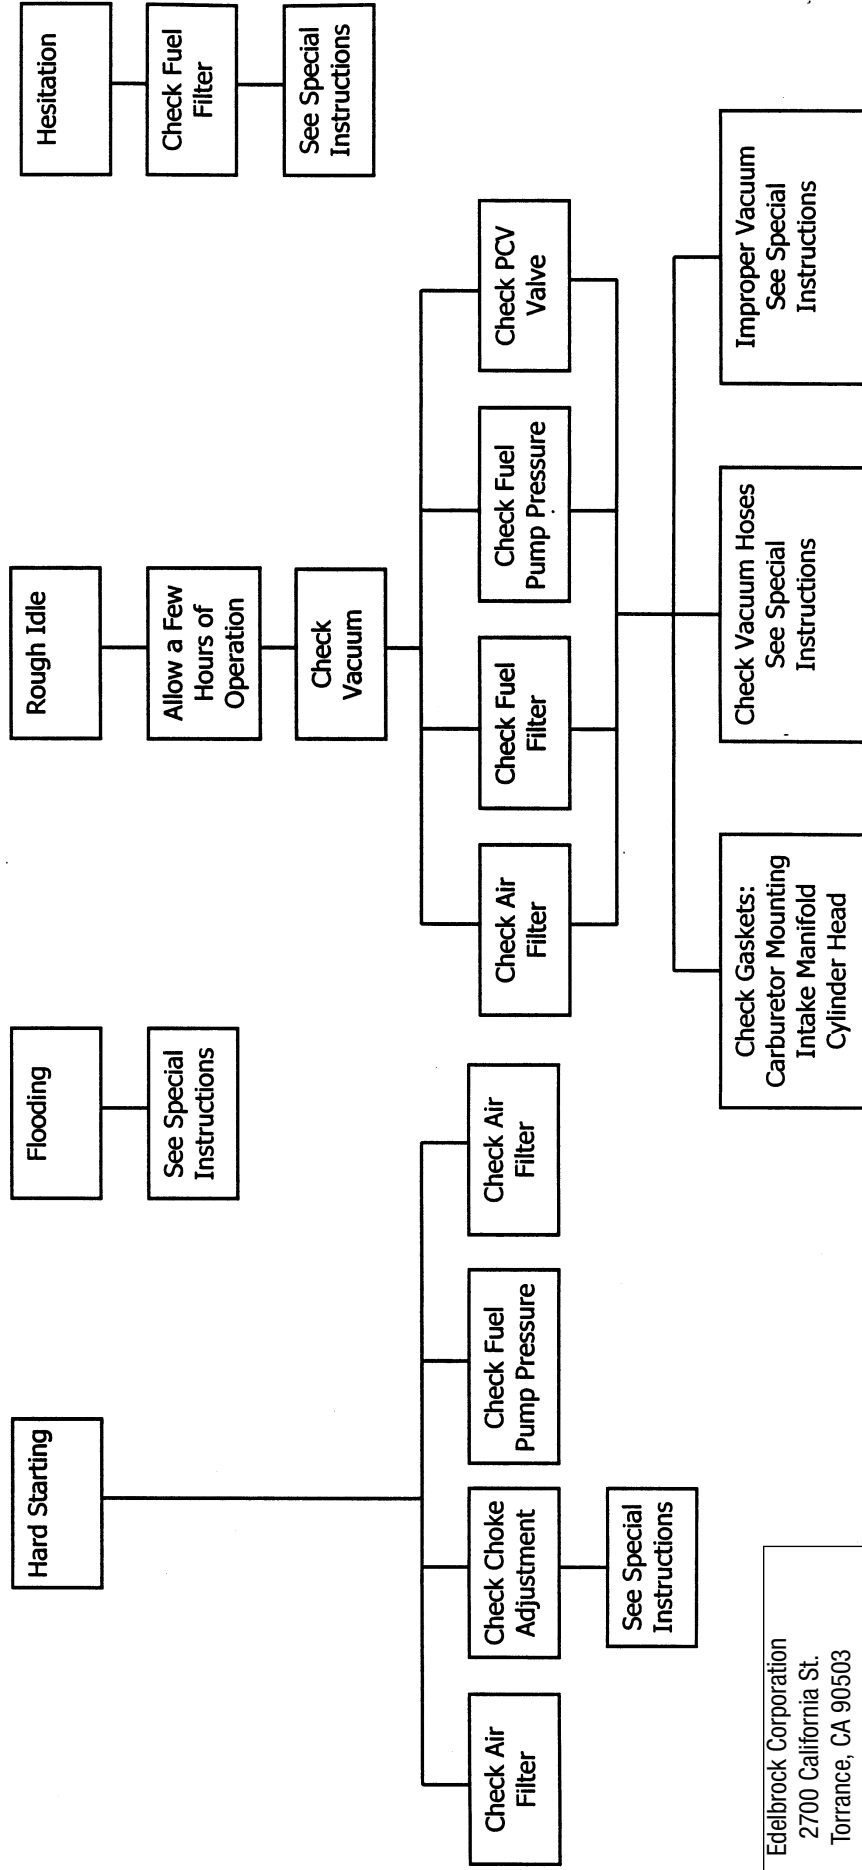 Hard Starting
Check Air
Filter
Check Choke
Adjustment
See Special
Instructions
Check Fuel
Pump Pressure
Check Air
Filter
Flooding
See Special
Instructions
Rough Idle
Allow a Few
Hours of
Operation
Check
Vacuum
Check Air
Filter
Check Fuel
Filter
Check Fuel
Pump Pressure
Check PCV
Valve
Check Gaskets:
Carburetor Mounting
Intake Manifold
Cylinder Head
Check Vacuum Hoses
See Special
Instructions
Improper Vacuum
See Special
Instructions
Hesitation
Check Fuel
Filter
See Special
Instructions
Edelbrock Corporation
2700 California St.
Torrance, CA 90503